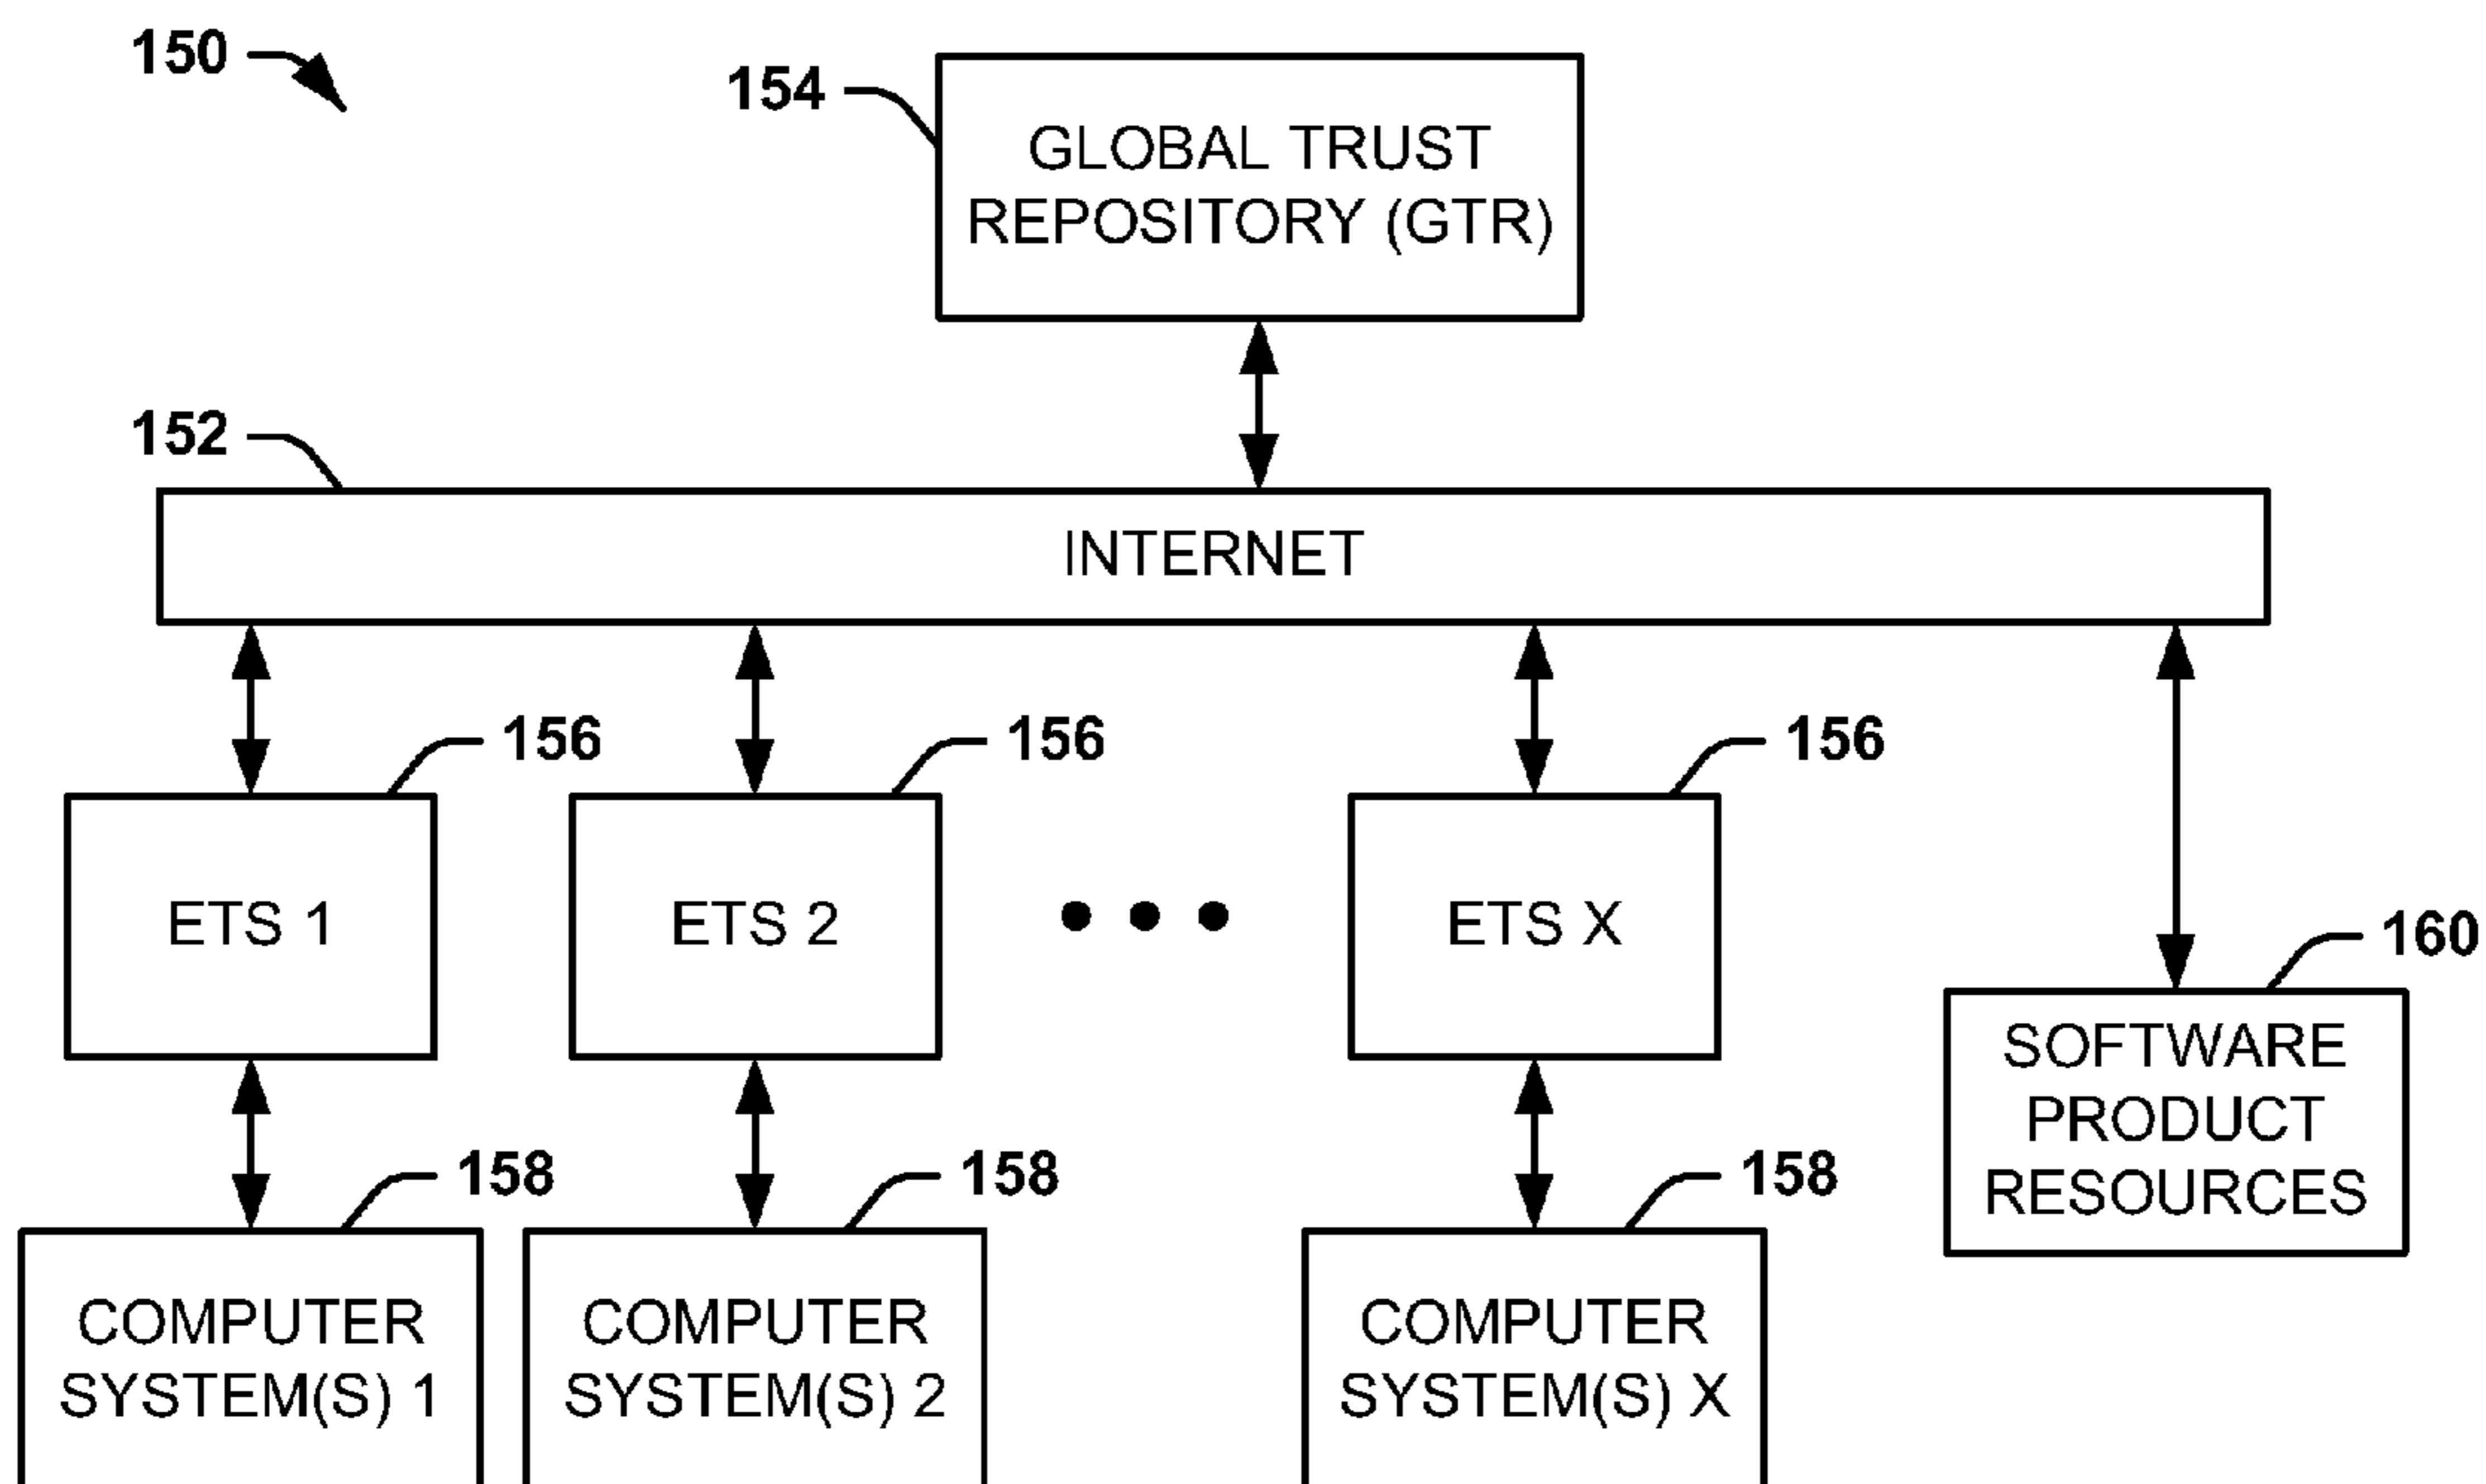 150
154
GLOBAL TRUST
REPOSITORY (GTR)
152
INTERNET
156
156
156
ETS 1
ETS 2
ETS X
160
SOFTWARE
PRODUCT
RESOURCES
158
158
158
COMPUTER
SYSTEM(S) 1
COMPUTER
SYSTEM(S) 2
COMPUTER
SYSTEM(S) X